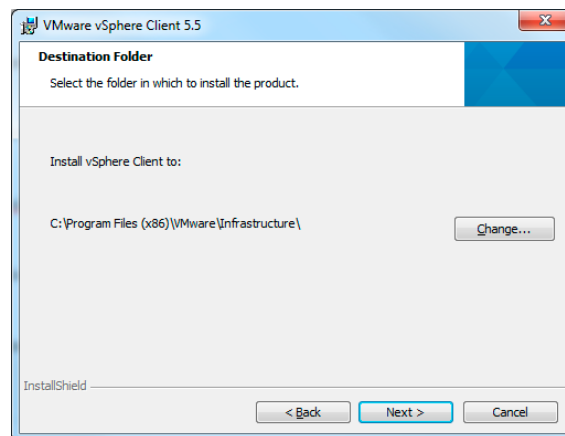 VMware vSphere Client 5.5
Destination Folder
Select the folder in which to install the product.
Install vSphere Client to:
C:\Program Files (x86)\VMware\Infrastructure\
Change...
InstallShield
< Back
Next >
Cancel